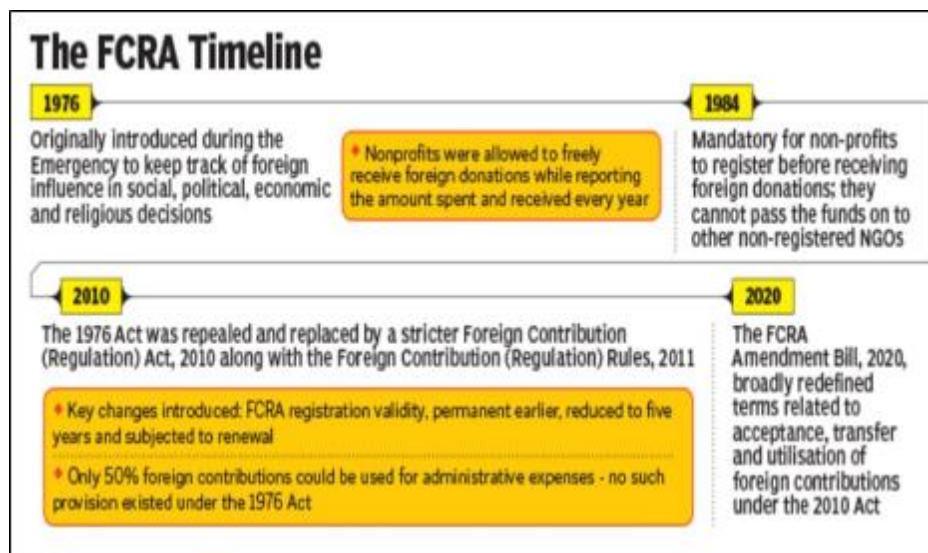 The FCRA Timeline
1976
Originally introduced during the
Emergency to keep track of foreign
influence in social, political, economic
and religious decisions
♦ Nonprofits were allowed to freely
receive foreign donations while reporting
the amount spent and received every year
1984
Mandatory for non-profits
to register before receiving
foreign donations; they
cannot pass the funds on to
other non-registered NGOs
2010
The 1976 Act was repealed and replaced by a stricter Foreign Contribution
(Regulation) Act, 2010 along with the Foreign Contribution (Regulation) Rules, 2011
♦ Key changes introduced: FCRA registration validity, permanent earlier, reduced to five
years and subjected to renewal
♦ Only 50% foreign contributions could be used for administrative expenses - no such
provision existed under the 1976 Act
2020
The FCRA
Amendment Bill, 2020,
broadly redefined
terms related to
acceptance, transfer
and utilisation of
foreign contributions
under the 2010 Act